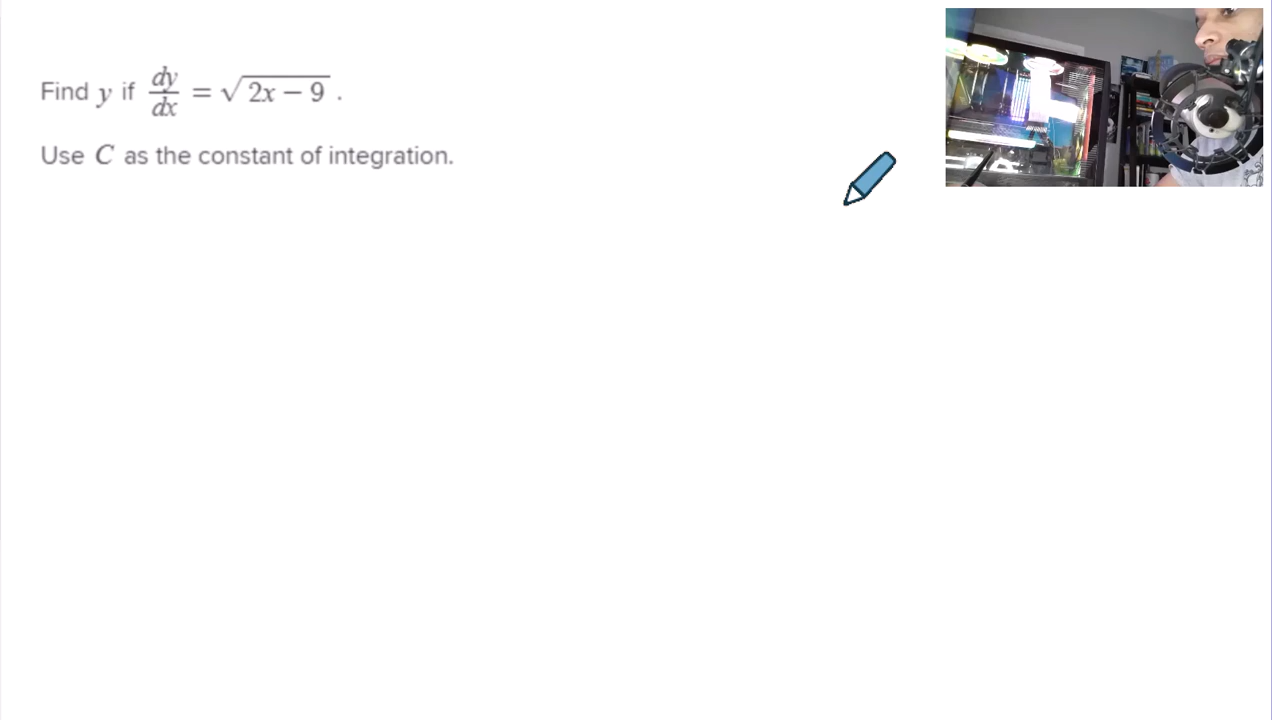 Find y if dy/dx = √(2x − 9) .
Use C as the constant of integration.